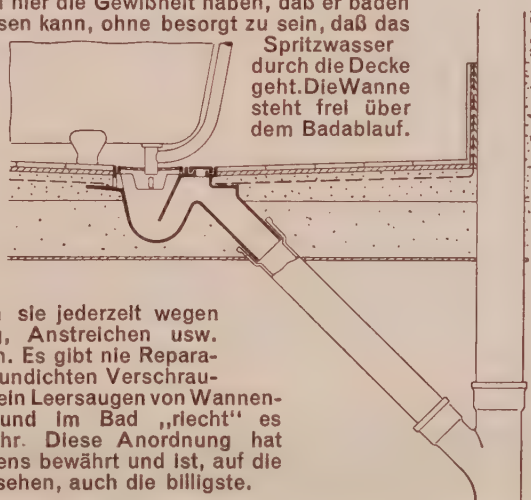 hier die Gewißheit haben, daß er baden
kann, ohne besorgt zu sein, daß das
Spritzwasser
durch die Decke
geht. Die Wanne
steht frei über
dem Badablauf.
sie jederzeit wegen
Anstreichen usw.
Es gibt nie Repara-
undichten Verschrau-
ein Leersaugen von Wannen-
und im Bad „riecht“ es
Diese Anordnung hat
bewährt und ist, auf die
sehen, auch die billigste.